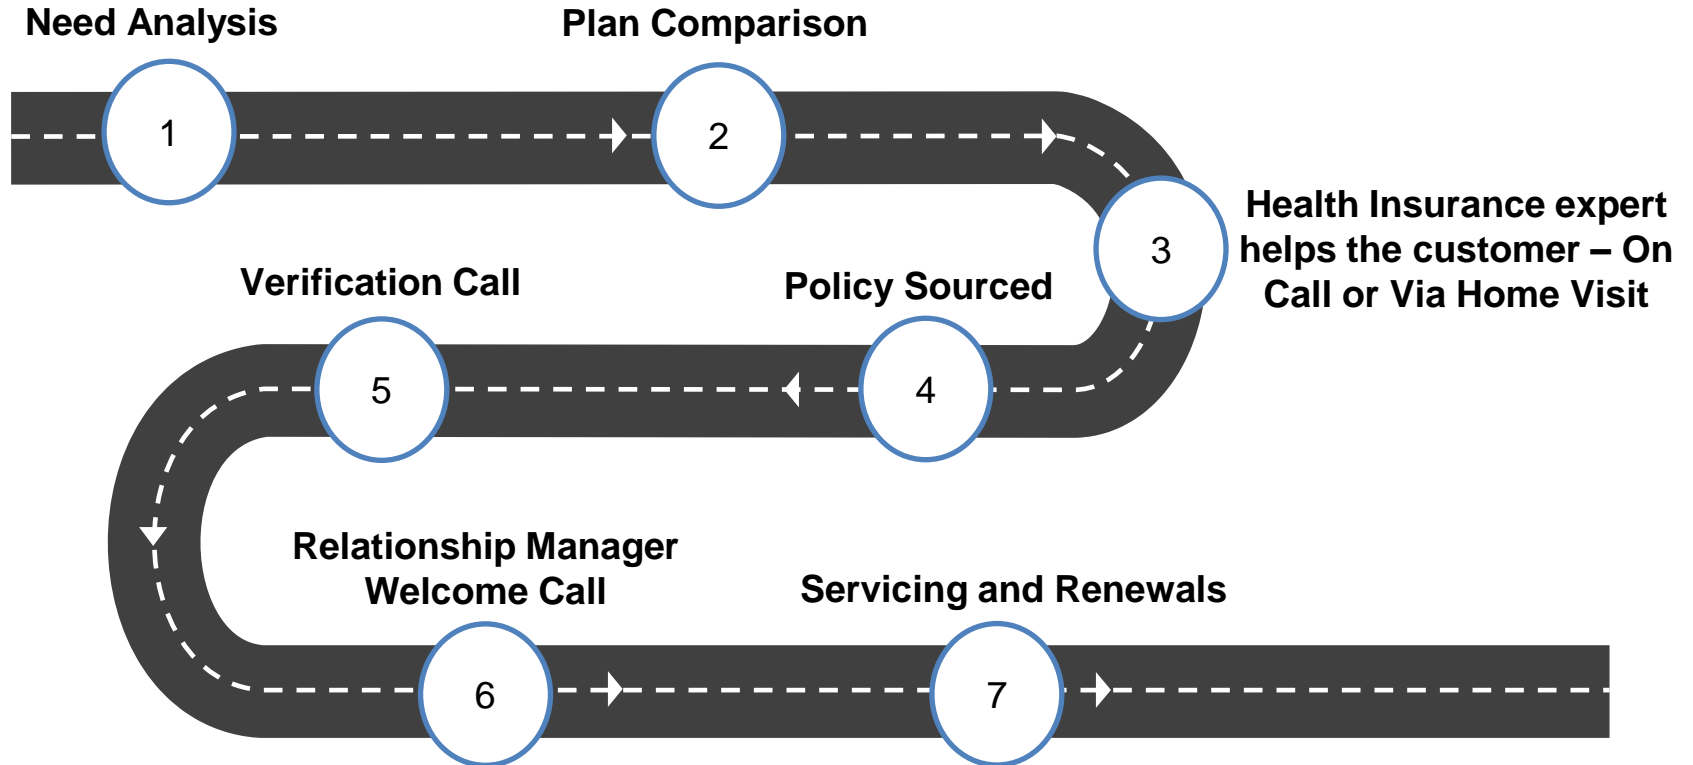 Need Analysis
1
Plan Comparison
2
3
Health Insurance expert
helps the customer – On
Call or Via Home Visit
Policy Sourced
4
Verification Call
5
Relationship Manager
Welcome Call
6
Servicing and Renewals
7